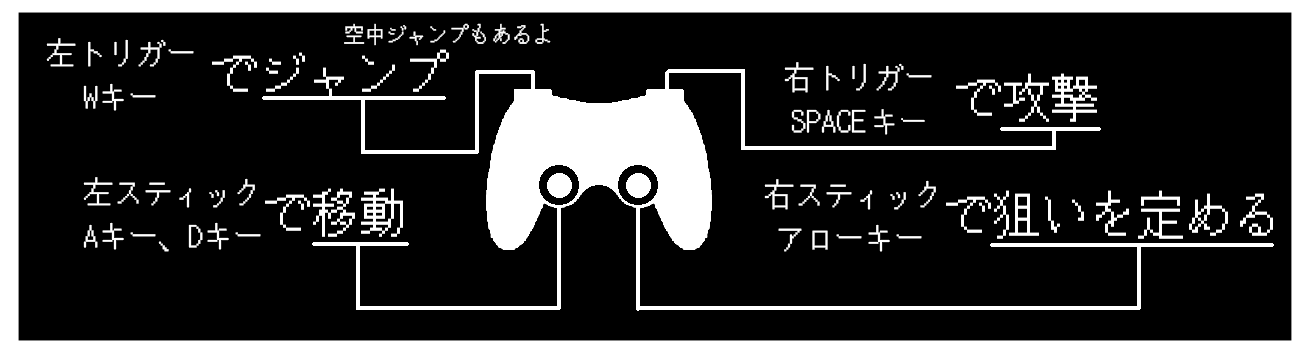 空中ジャンプもあるよ
左トリガー
Wキー
でジャンプ
右トリガー
SPACEキー
で攻撃
左スティック
Aキー、Dキー
で移動
右スティック
アローキー
で狙いを定める